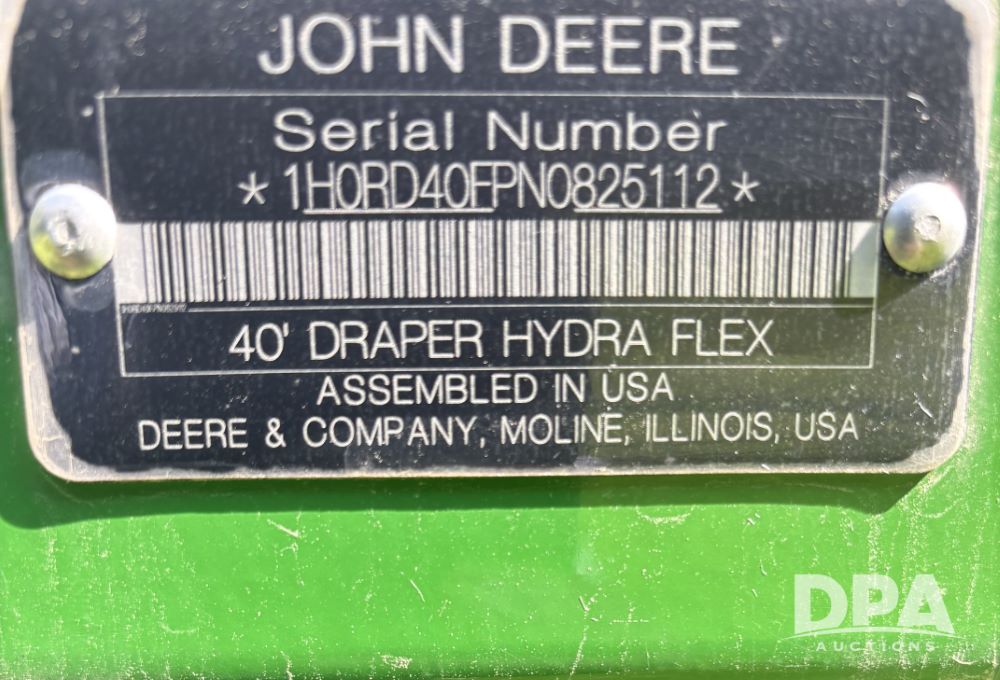 JOHN DEERE
Serial Number
*1H0RD40FPN0825112*
40' DRAPER HYDRA FLEX
ASSEMBLED IN USA
DEERE & COMPANY, MOLINE, ILLINOIS, USA
DPA
AUCTIONS